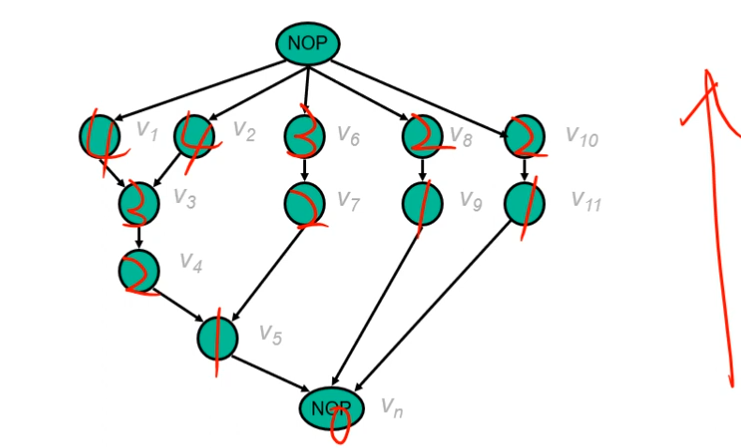 NOP
4 V1 4 V2 3 V6 2 V8 2 V10
3 V3 2 V7 1 V9 1 V11
2 V4
1 V5
NOP 0 Vn